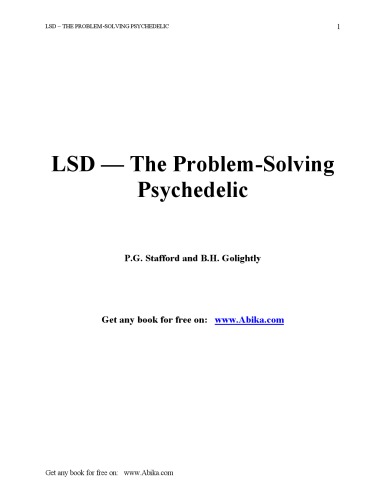 LSD – THE PROBLEM-SOLVING PSYCHEDELIC 1
LSD — The Problem-Solving
Psychedelic
P.G. Stafford and B.H. Golightly
Get any book for free on: www.Abika.com
Get any book for free on: www.Abika.com